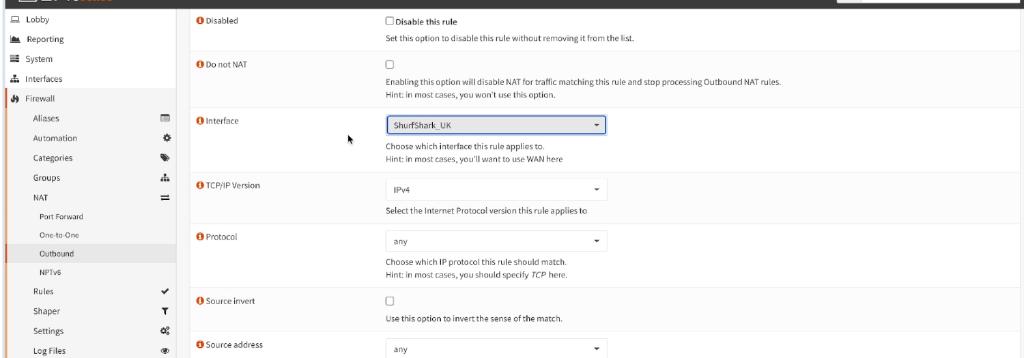 Lobby
Reporting
System
Interfaces
Firewall
Aliases
Automation
Categories
Groups
NAT
Port Forward
One-to-One
Outbound
NPTv6
Rules
Shaper
Settings
Log Files
Disabled
Disable this rule
Set this option to disable this rule without removing it from the list.
Do not NAT
Enabling this option will disable NAT for traffic matching this rule and stop processing Outbound NAT rules.
Hint: in most cases, you won't use this option.
Interface
ShurfShark_UK
Choose which interface this rule applies to.
Hint: in most cases, you'll want to use WAN here
TCP/IP Version
IPv4
Select the Internet Protocol version this rule applies to
Protocol
any
Choose which IP protocol this rule should match.
Hint: in most cases, you should specify TCP here.
Source invert
Use this option to invert the sense of the match.
Source address
any